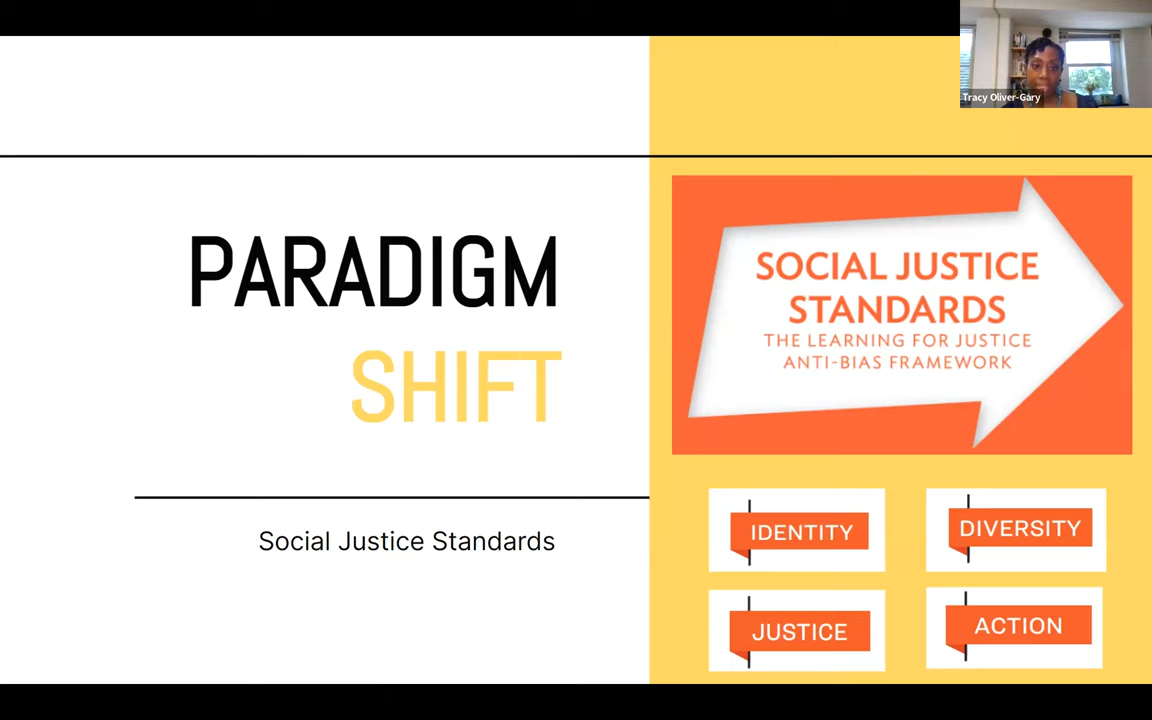 Tracy Oliver-Gary
PARADIGM
SHIFT
Social Justice Standards
SOCIAL JUSTICE
STANDARDS
THE LEARNING FOR JUSTICE
ANTI-BIAS FRAMEWORK
IDENTITY
DIVERSITY
JUSTICE
ACTION